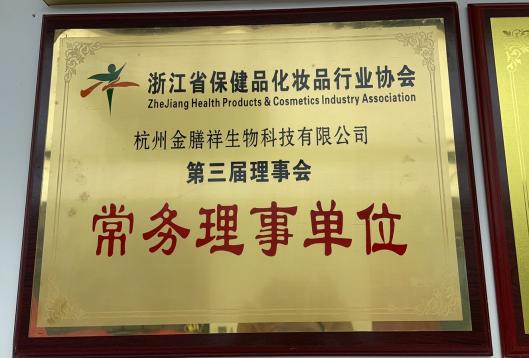 浙江省保健品化妆品行业协会
ZheJiang Health Products & Cosmetics Industry Association
杭州金膳祥生物科技有限公司
第三届理事会
常务理事单位